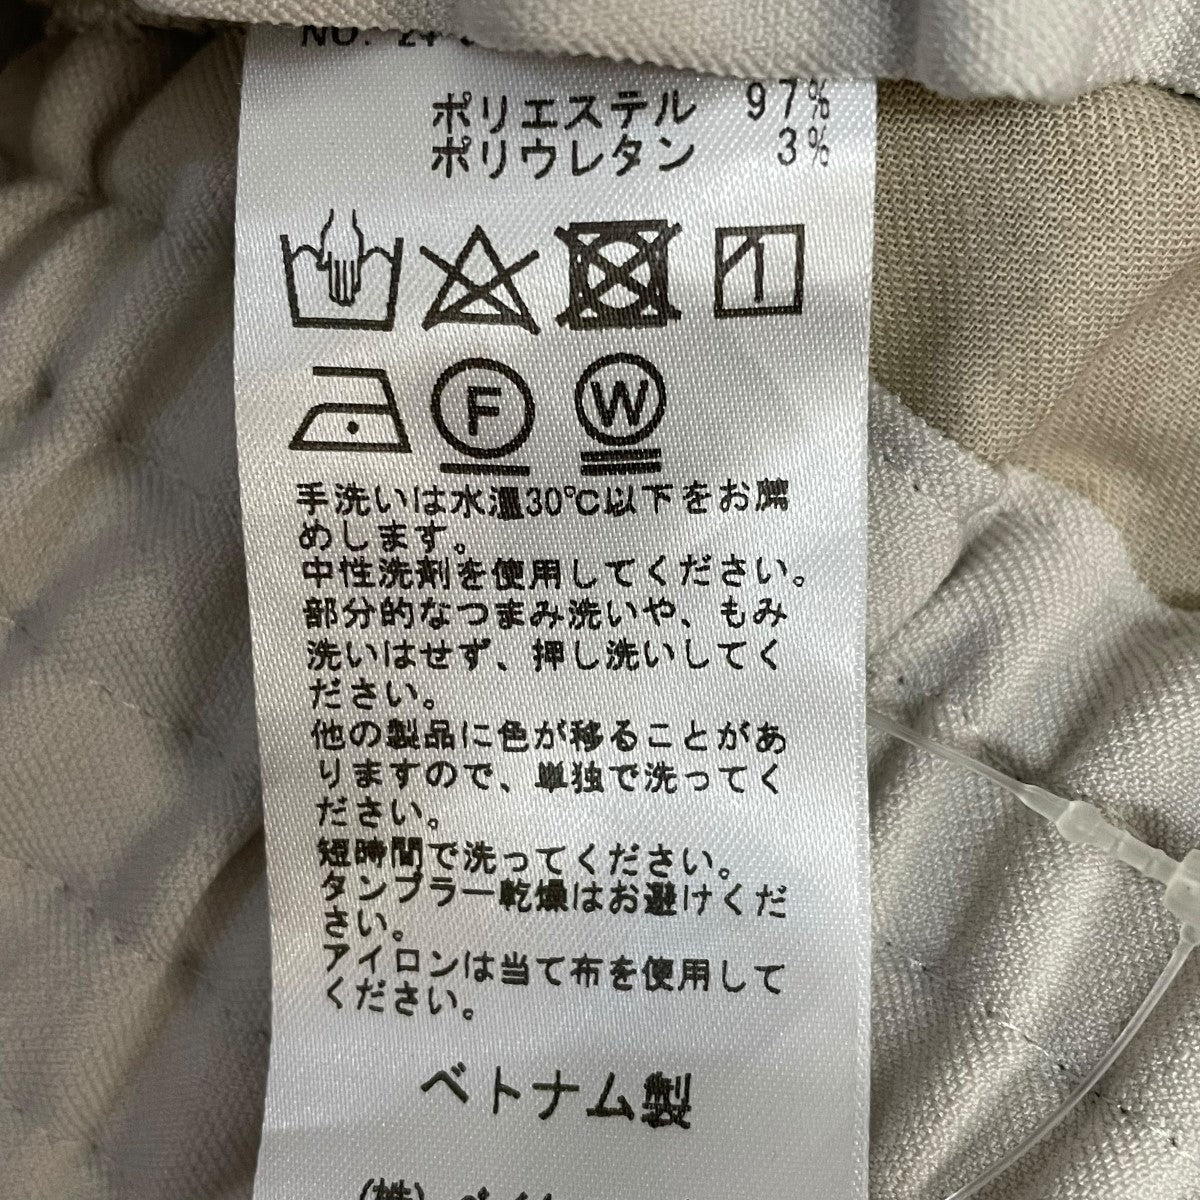 NO. 24
ポリエステル 97%
ポリウレタン 3%
F W
手洗いは水温30℃以下をお薦
めします。
中性洗剤を使用してください。
部分的なつまみ洗いや、もみ
洗いはせず、押し洗いしてく
ださい。
他の製品に色が移ることがあ
りますので、単独で洗ってく
ださい。
短時間で洗ってください。
タンブラー乾燥はお避けくだ
さい。
アイロンは当て布を使用して
ください。
ベトナム製
(株)